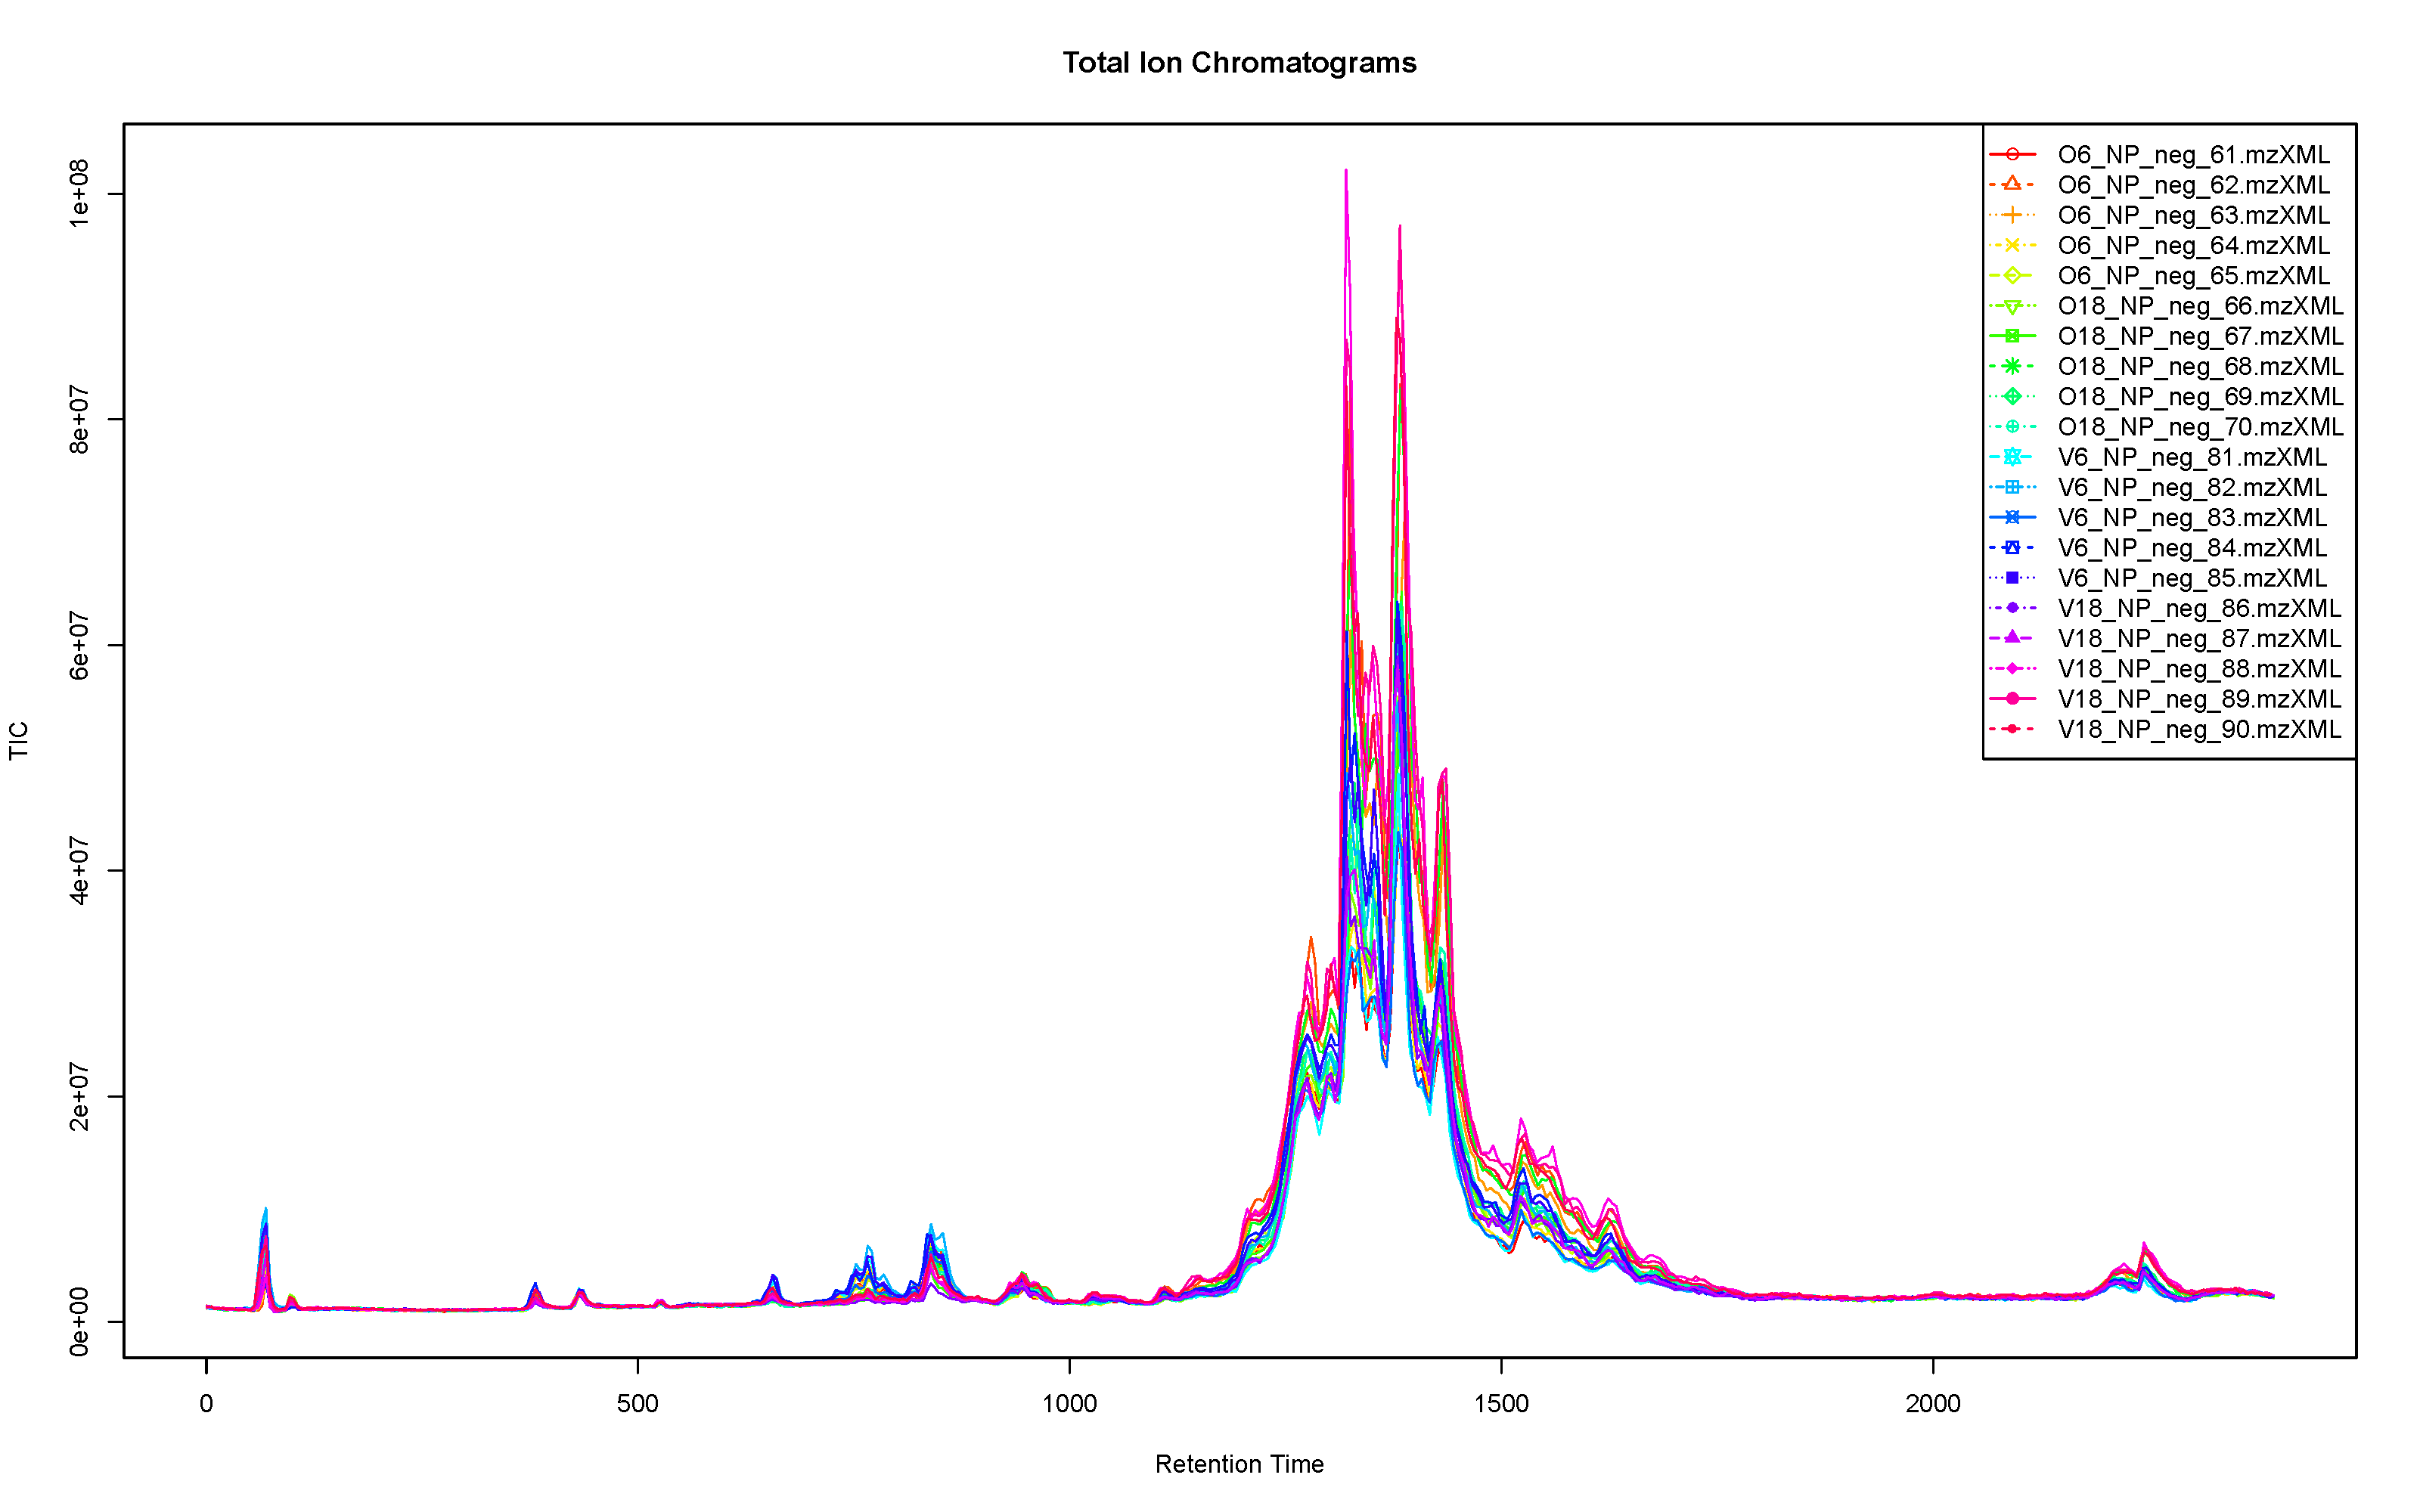 Total Ion Chromatograms
TIC
1e+08
8e+07
6e+07
4e+07
2e+07
0e+00
O6_NP_neg_61.mzXML
O6_NP_neg_62.mzXML
O6_NP_neg_63.mzXML
O6_NP_neg_64.mzXML
O6_NP_neg_65.mzXML
O18_NP_neg_66.mzXML
O18_NP_neg_67.mzXML
O18_NP_neg_68.mzXML
O18_NP_neg_69.mzXML
O18_NP_neg_70.mzXML
V6_NP_neg_81.mzXML
V6_NP_neg_82.mzXML
V6_NP_neg_83.mzXML
V6_NP_neg_84.mzXML
V6_NP_neg_85.mzXML
V18_NP_neg_86.mzXML
V18_NP_neg_87.mzXML
V18_NP_neg_88.mzXML
V18_NP_neg_89.mzXML
V18_NP_neg_90.mzXML
0 500 1000 1500 2000
Retention Time